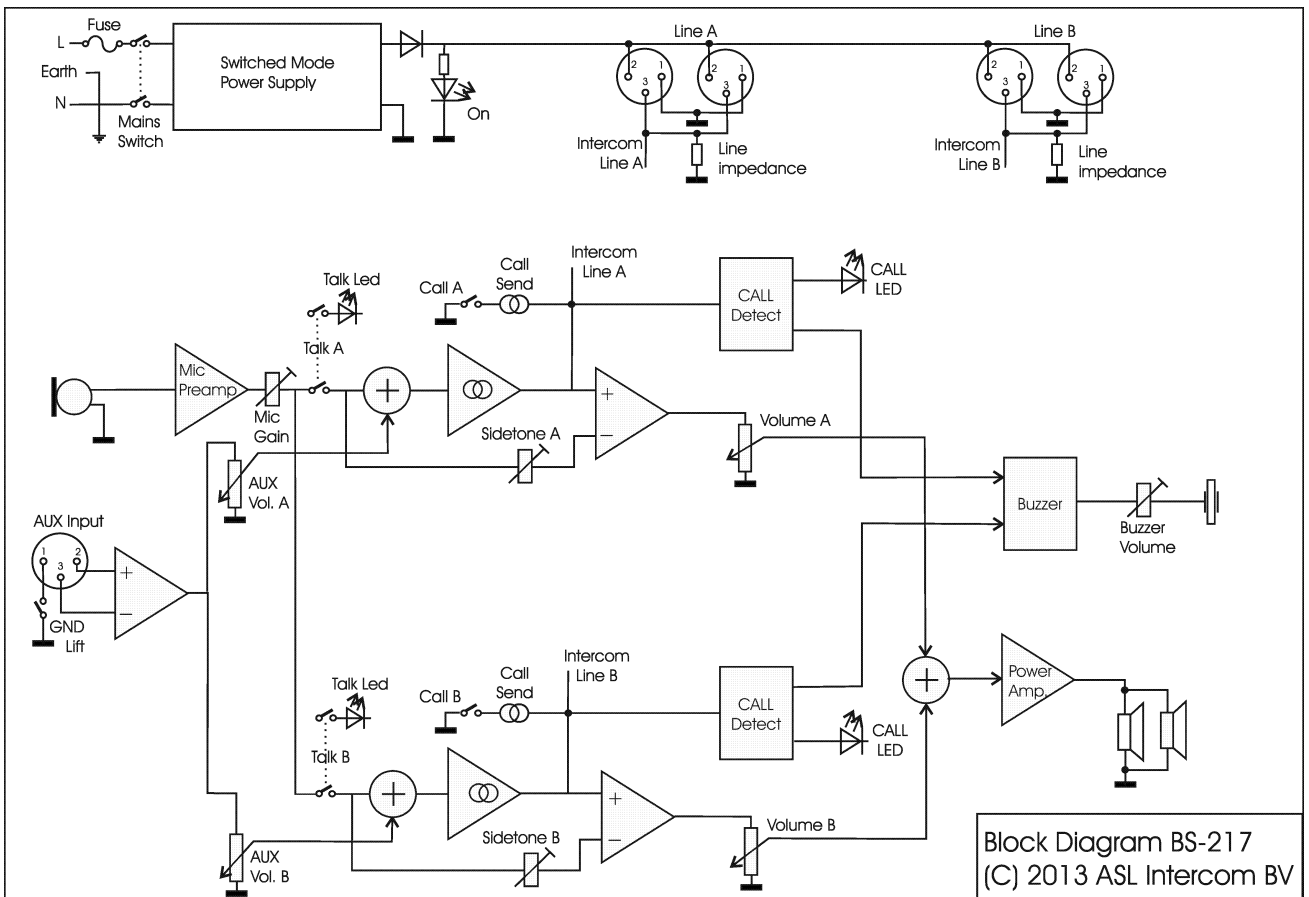 Fuse
L
Earth
N
Mains
Switch
Switched Mode
Power Supply
On
Line A
2
3
1
2
3
1
Intercom
Line A
Line
impedance
Line B
2
3
1
2
3
1
Intercom
Line B
Line
impedance
Talk Led
Call A
Call
Send
Intercom
Line A
CALL
Detect
CALL
LED
Talk A
Mic
Preamp
Mic
Gain
+
+
−
Sidetone A
Volume A
AUX
Vol. A
AUX Input
1
2
3
+
−
GND
Lift
Buzzer
Buzzer
Volume
Talk Led
Call B
Call
Send
Intercom
Line B
CALL
Detect
CALL
LED
+
Power
Amp.
Talk B
+
+
−
Sidetone B
Volume B
AUX
Vol. B
Block Diagram BS-217
(C) 2013 ASL Intercom BV